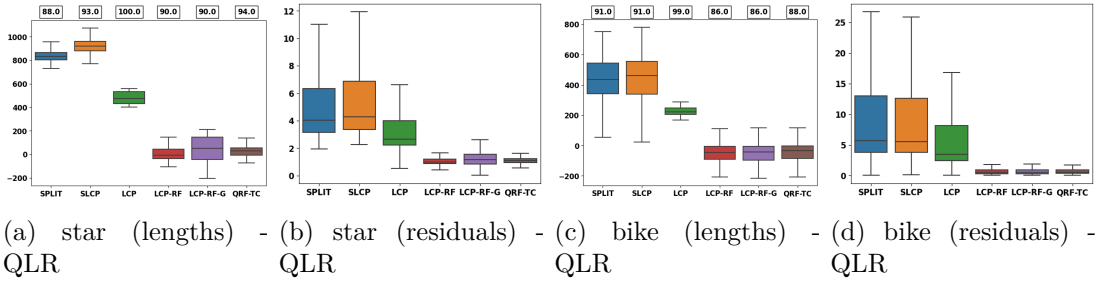 88.0 93.0 100.0 90.0 90.0 94.0
1000
800
600
400
200
0
−200
SPLIT SLCP LCP LCP-RF LCP-RF-G QRF-TC
(a) star (lengths) - QLR
12
10
8
6
4
2
0
SPLIT SLCP LCP LCP-RF LCP-RF-G QRF-TC
(b) star (residuals) - QLR
91.0 91.0 99.0 86.0 86.0 88.0
800
600
400
200
0
−200
SPLIT SLCP LCP LCP-RF LCP-RF-G QRF-TC
(c) bike (lengths) - QLR
25
20
15
10
5
0
SPLIT SLCP LCP LCP-RF LCP-RF-G QRF-TC
(d) bike (residuals) - QLR